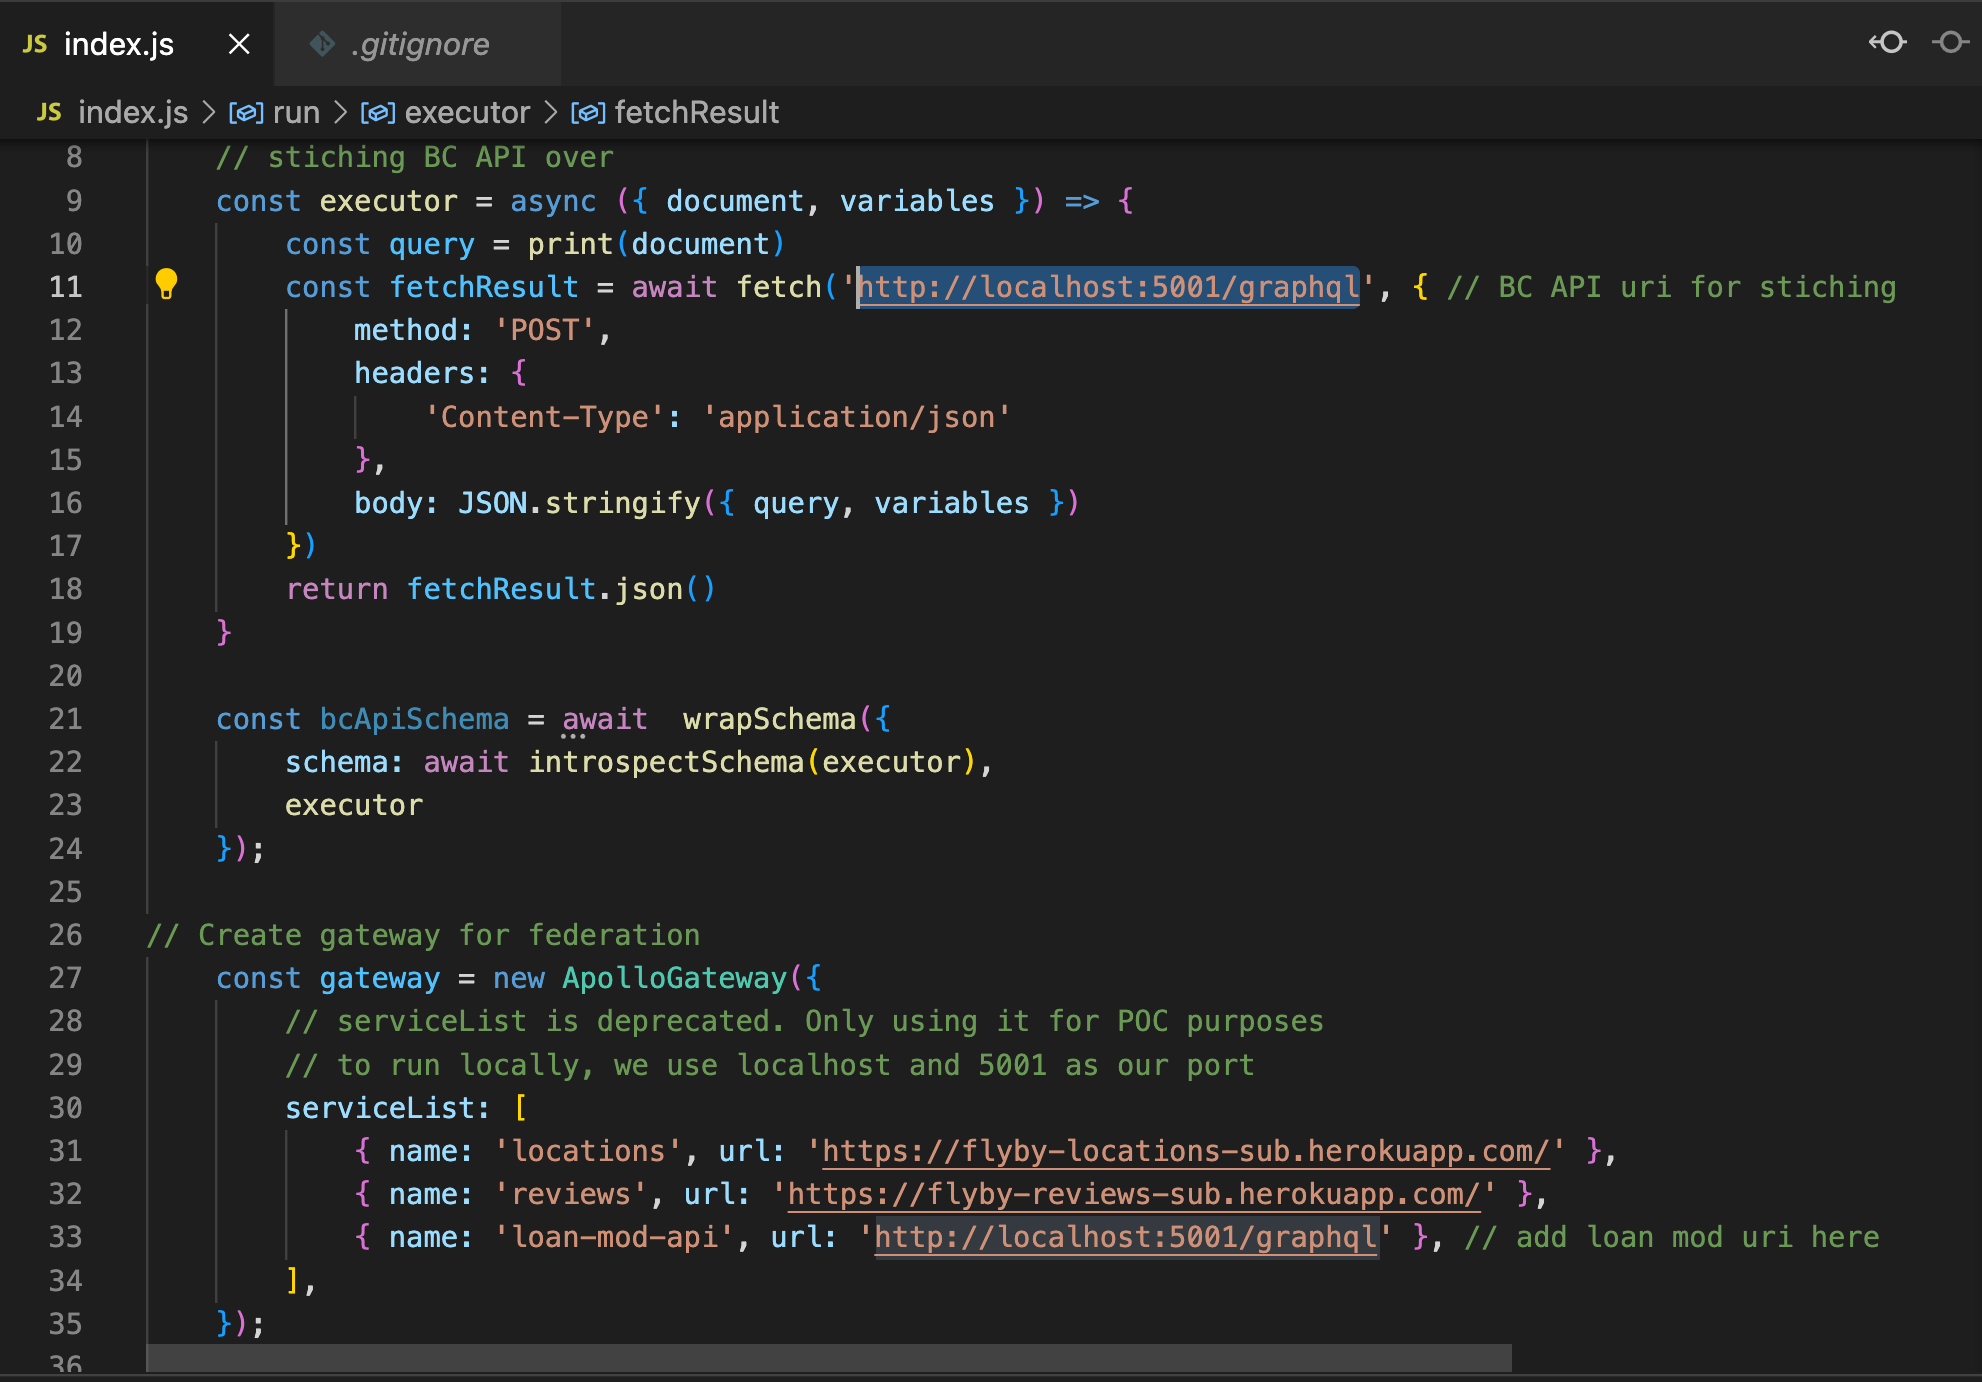 JS index.js .gitignore
JS index.js > run > executor > fetchResult
8 // stiching BC API over
9 const executor = async ({ document, variables }) => {
10 const query = print(document)
11 const fetchResult = await fetch('http://localhost:5001/graphql', { // BC API uri for stiching
12 method: 'POST',
13 headers: {
14 'Content-Type': 'application/json'
15 },
16 body: JSON.stringify({ query, variables })
17 })
18 return fetchResult.json()
19 }
20
21 const bcApiSchema = await  wrapSchema({
22 schema: await introspectSchema(executor),
23 executor
24 });
25
26 // Create gateway for federation
27 const gateway = new ApolloGateway({
28 // serviceList is deprecated. Only using it for POC purposes
29 // to run locally, we use localhost and 5001 as our port
30 serviceList: [
31 { name: 'locations', url: 'https://flyby-locations-sub.herokuapp.com/' },
32 { name: 'reviews', url: 'https://flyby-reviews-sub.herokuapp.com/' },
33 { name: 'loan-mod-api', url: 'http://localhost:5001/graphql' }, // add loan mod uri here
34 ],
35 });
36